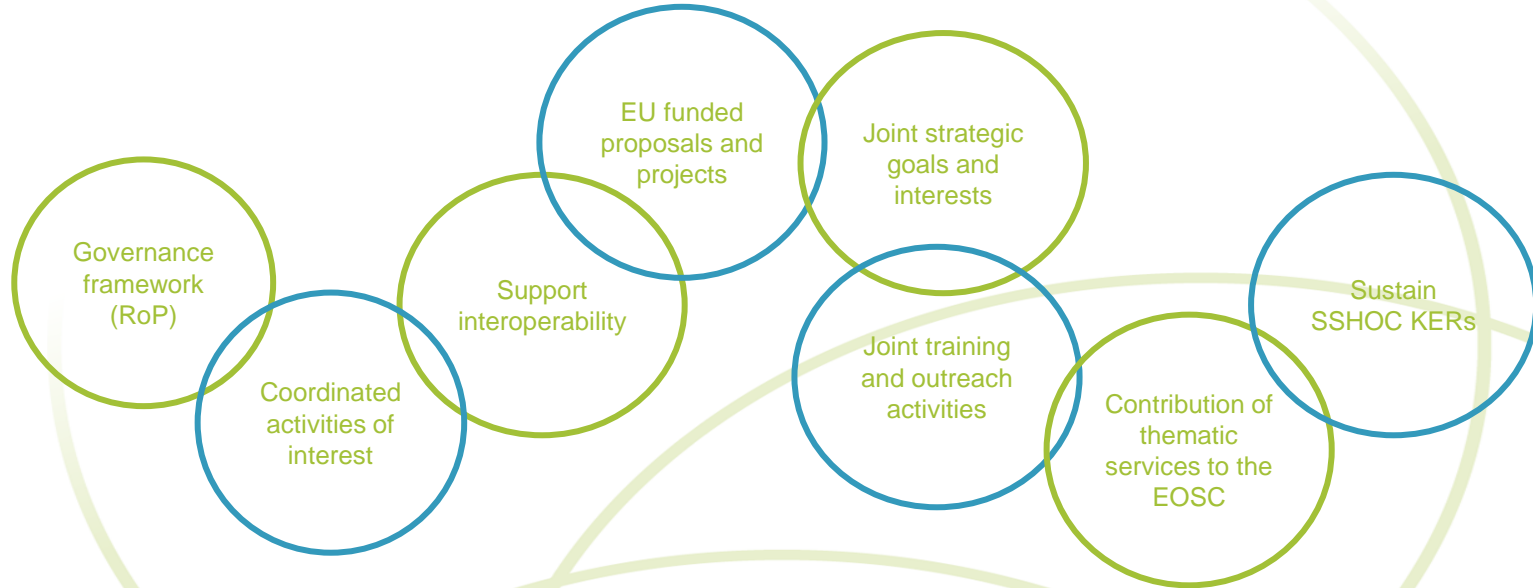 Governance
framework
(RoP)
Coordinated
activities of
interest
Support
interoperability
EU funded
proposals and
projects
Joint strategic
goals and
interests
Joint training
and outreach
activities
Contribution of
thematic
services to the
EOSC
Sustain
SSHOC KERs